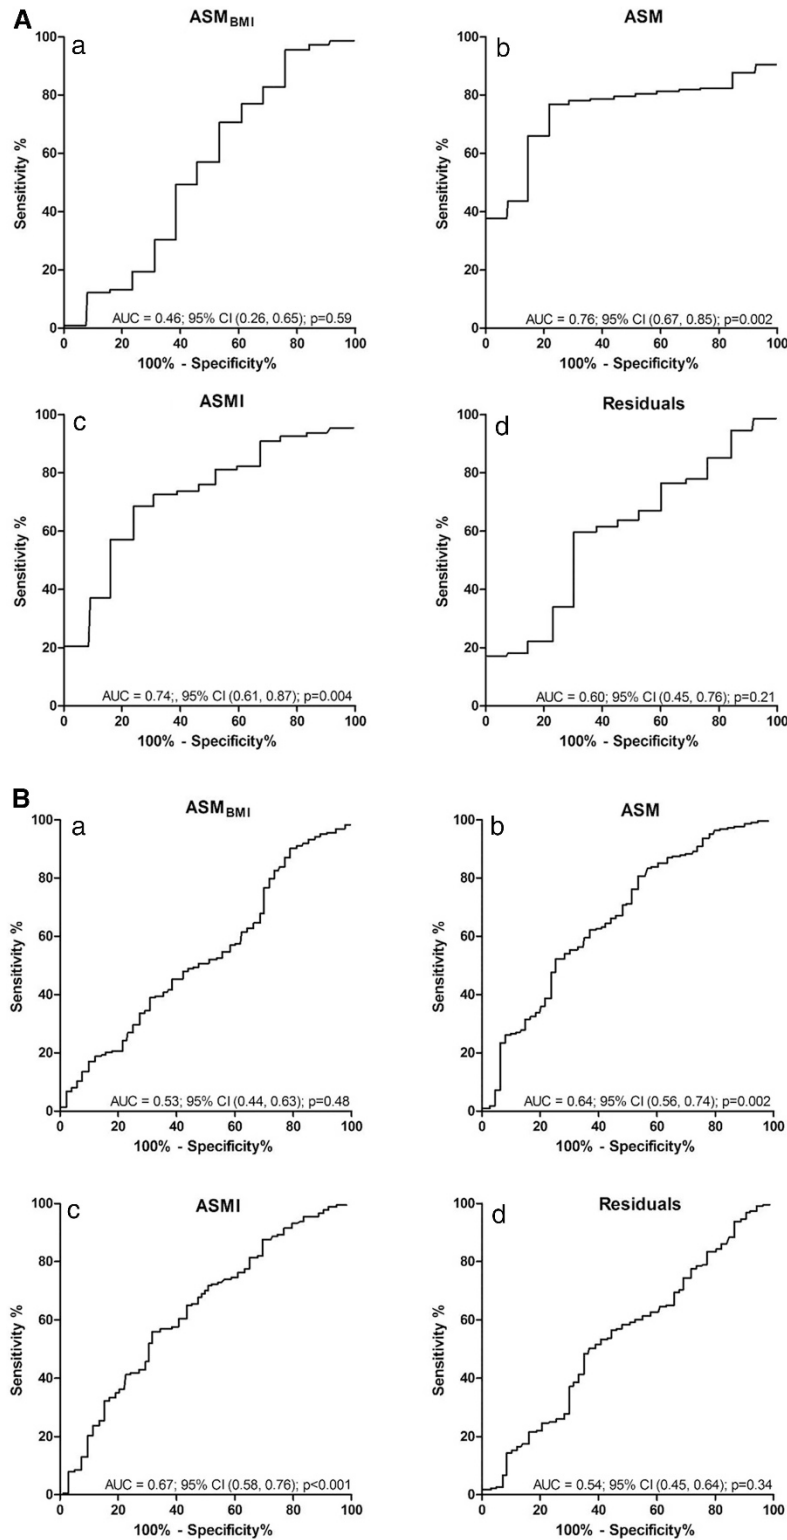 A
ASMBMI
a
100
80
60
40
20
0
Sensitivity %
AUC = 0.46; 95% CI (0.26, 0.65); p=0.59
0 20 40 60 80 100
100% - Specificity%
ASM
b
100
80
60
40
20
0
Sensitivity %
AUC = 0.76; 95% CI (0.67, 0.85); p=0.002
0 20 40 60 80 100
100% - Specificity%
ASMI
c
100
80
60
40
20
0
Sensitivity %
AUC = 0.74;, 95% CI (0.61, 0.87); p=0.004
0 20 40 60 80 100
100% - Specificity%
Residuals
d
100
80
60
40
20
0
Sensitivity %
AUC = 0.60; 95% CI (0.45, 0.76); p=0.21
0 20 40 60 80 100
100% - Specificity%
B
ASMBMI
a
100
80
60
40
20
0
Sensitivity %
AUC = 0.53; 95% CI (0.44, 0.63); p=0.48
0 20 40 60 80 100
100% - Specificity%
ASM
b
100
80
60
40
20
0
Sensitivity %
AUC = 0.64; 95% CI (0.56, 0.74); p=0.002
0 20 40 60 80 100
100% - Specificity%
ASMI
c
100
80
60
40
20
0
Sensitivity %
AUC = 0.67; 95% CI (0.58, 0.76); p<0.001
0 20 40 60 80 100
100% - Specificity%
Residuals
d
100
80
60
40
20
0
Sensitivity %
AUC = 0.54; 95% CI (0.45, 0.64); p=0.34
0 20 40 60 80 100
100% - Specificity%